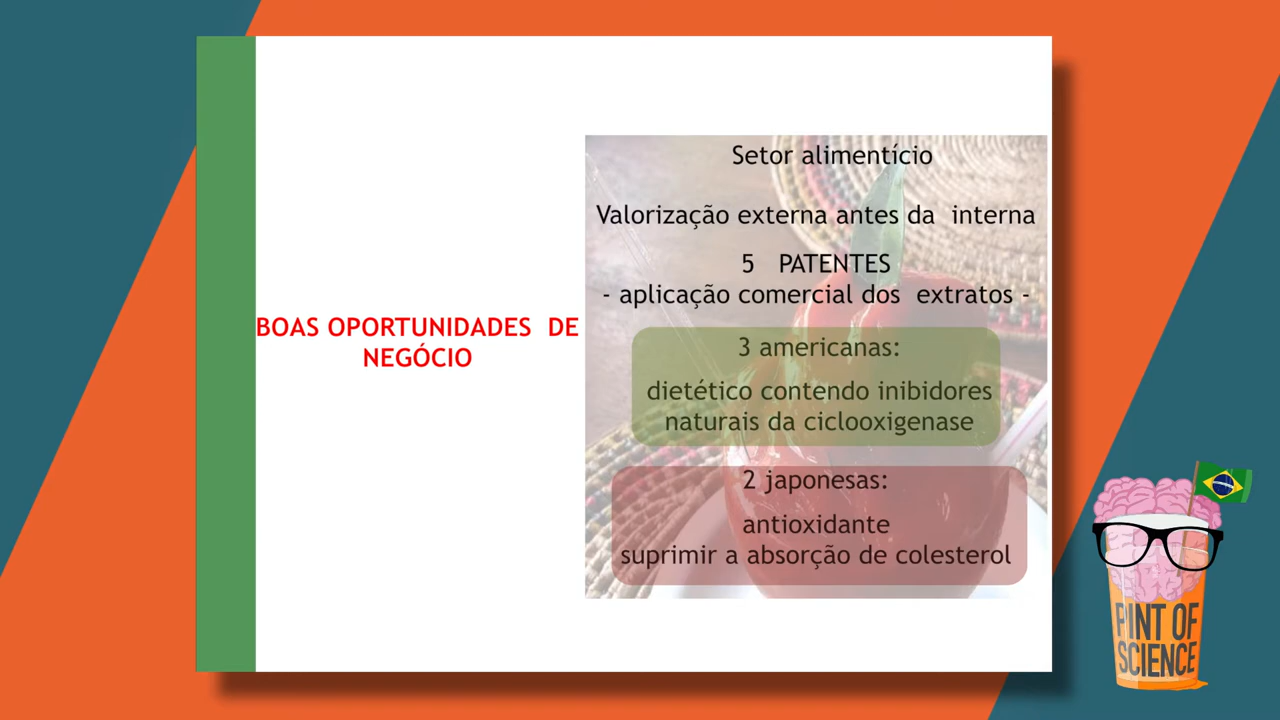 BOAS OPORTUNIDADES DE
NEGÓCIO
Setor alimentício
Valorização externa antes da interna
5 PATENTES
- aplicação comercial dos extratos -
3 americanas:
dietético contendo inibidores
naturais da ciclooxigenase
2 japonesas:
antioxidante
suprimir a absorção de colesterol
PINT OF
SCIENCE